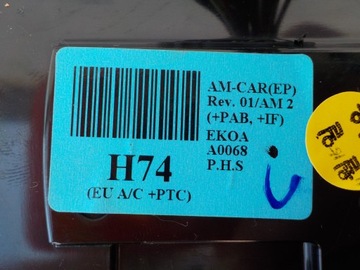 AM-CAR(EP)
Rev. 01/AM 2
(+PAB, +IF)
EKOA
A0068
P.H.S
H74
(EU A/C +PTC)